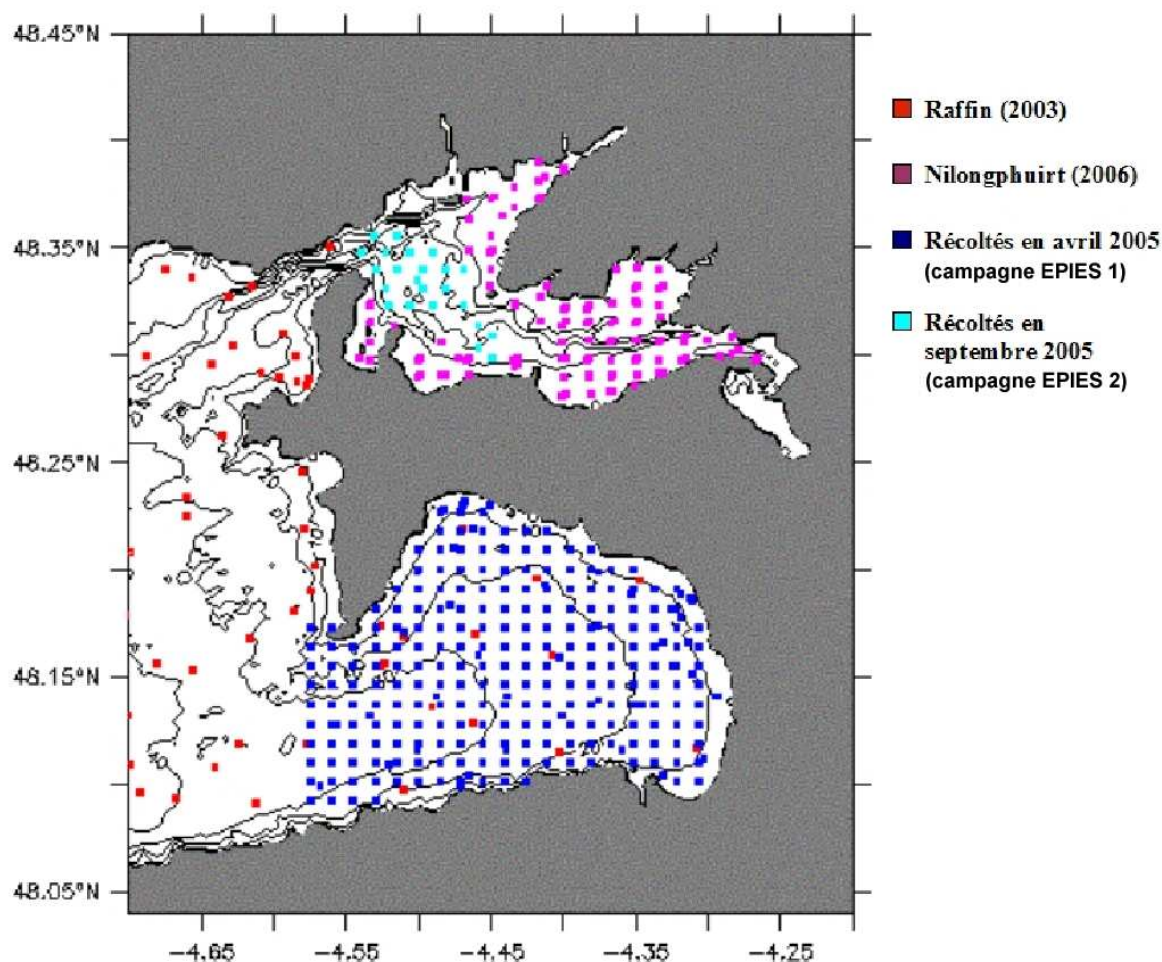 48.45°N
48.35°N
48.25°N
48.15°N
48.05°N
-4.65
-4.55
-4.45
-4.35
-4.25
Raffin (2003)
Nilongphuirt (2006)
Récoltés en avril 2005
(campagne EPIES 1)
Récoltés en
septembre 2005
(campagne EPIES 2)